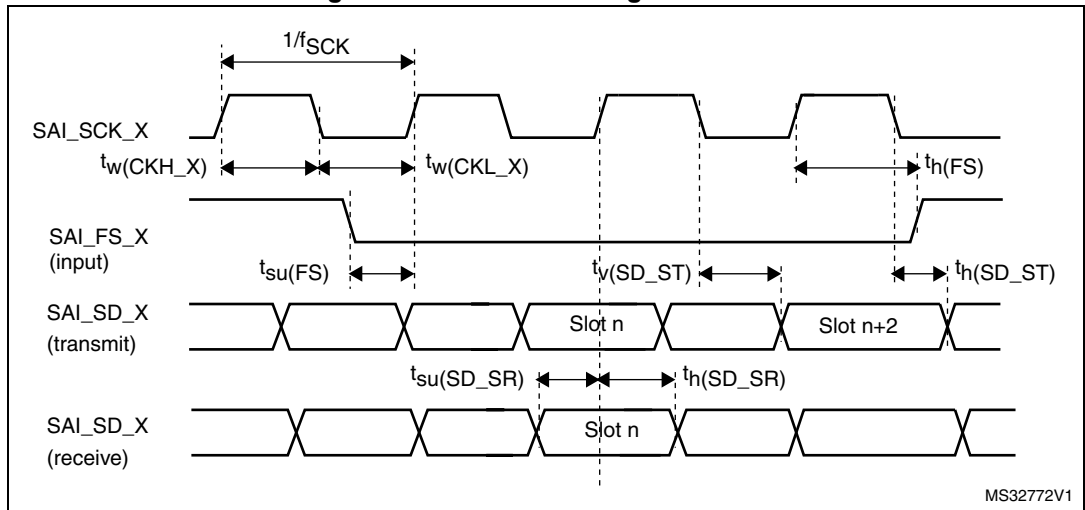 1/fSCK
SAI_SCK_X
tw(CKH_X)
tw(CKL_X)
th(FS)
SAI_FS_X
(input)
tsu(FS)
tv(SD_ST)
th(SD_ST)
SAI_SD_X
(transmit)
Slot n
Slot n+2
tsu(SD_SR)
th(SD_SR)
SAI_SD_X
(receive)
Slot n
MS32772V1